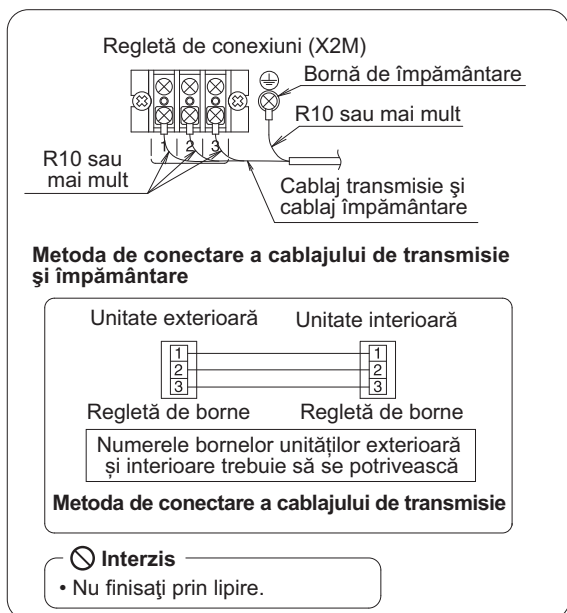 Regletă de conexiuni (X2M)
Bornă de împământare
R10 sau mai mult
1 2 3
R10 sau
mai mult
Cablaj transmisie şi
cablaj împământare
Metoda de conectare a cablajului de transmisie
şi împământare
Unitate exterioară Unitate interioară
1 1
2 2
3 3
Regletă de borne Regletă de borne
Numerele bornelor unităților exterioară
și interioare trebuie să se potrivească
Metoda de conectare a cablajului de transmisie
Interzis
• Nu finisaţi prin lipire.